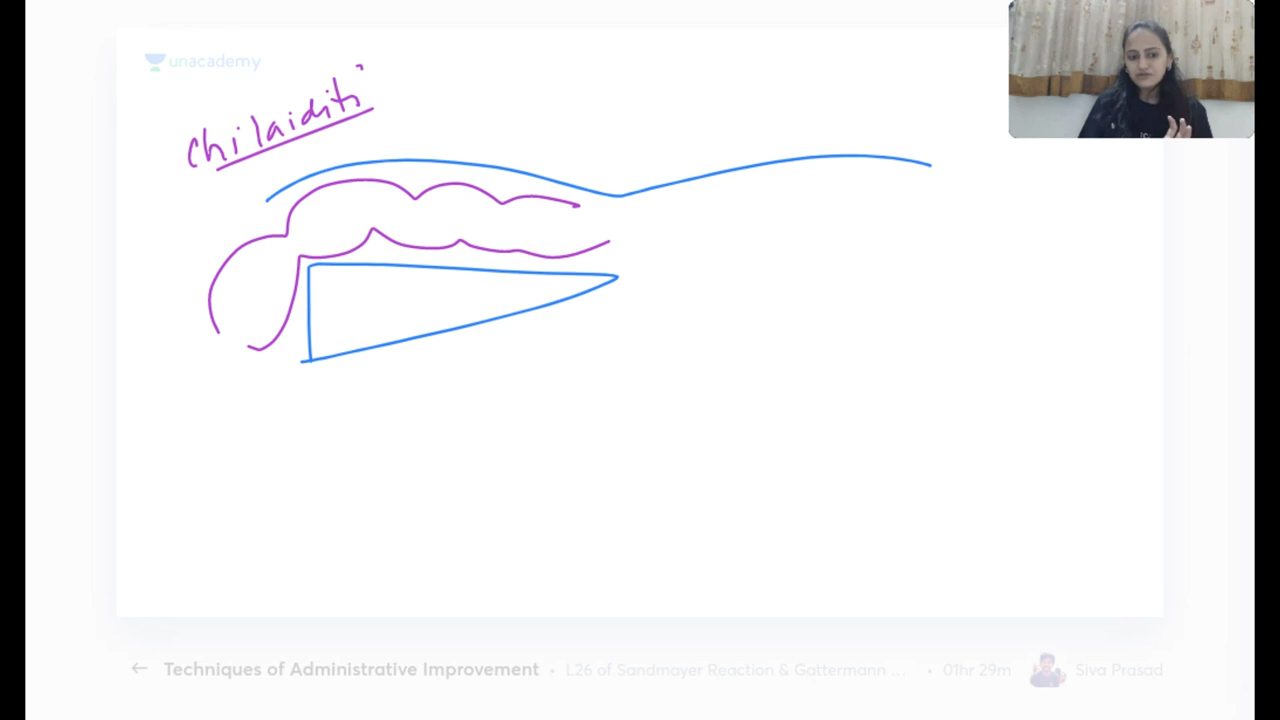 unacademy
Chilaiditi
Techniques of Administrative Improvement • L26 of Sandmayer Reaction & Gattermann ... • 01hr 29m Siva Prasad